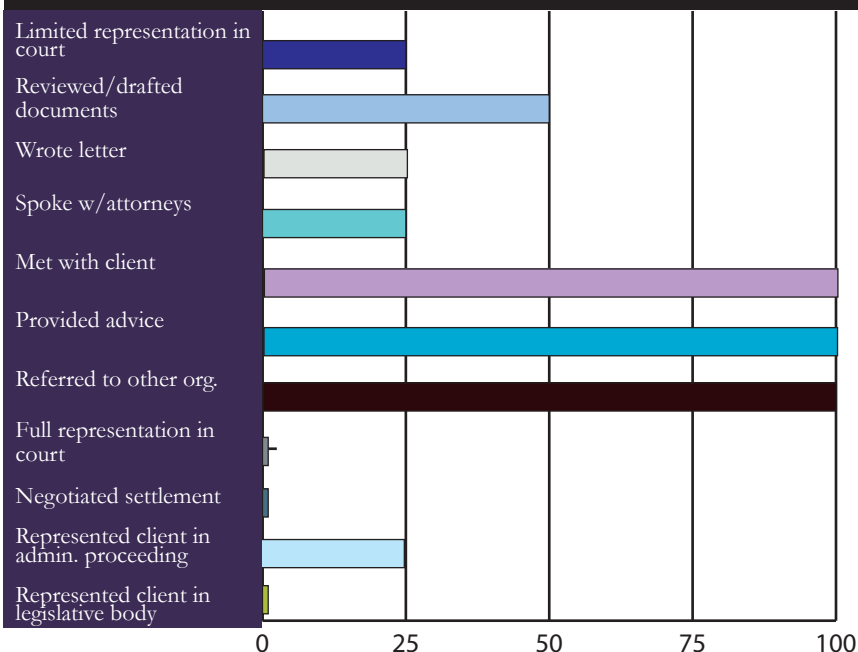 Limited representation in
court
Reviewed/drafted
documents
Wrote letter
Spoke w/attorneys
Met with client
Provided advice
Referred to other org.
Full representation in
court
Negotiated settlement
Represented client in
admin. proceeding
Represented client in
legislative body
0 25 50 75 100